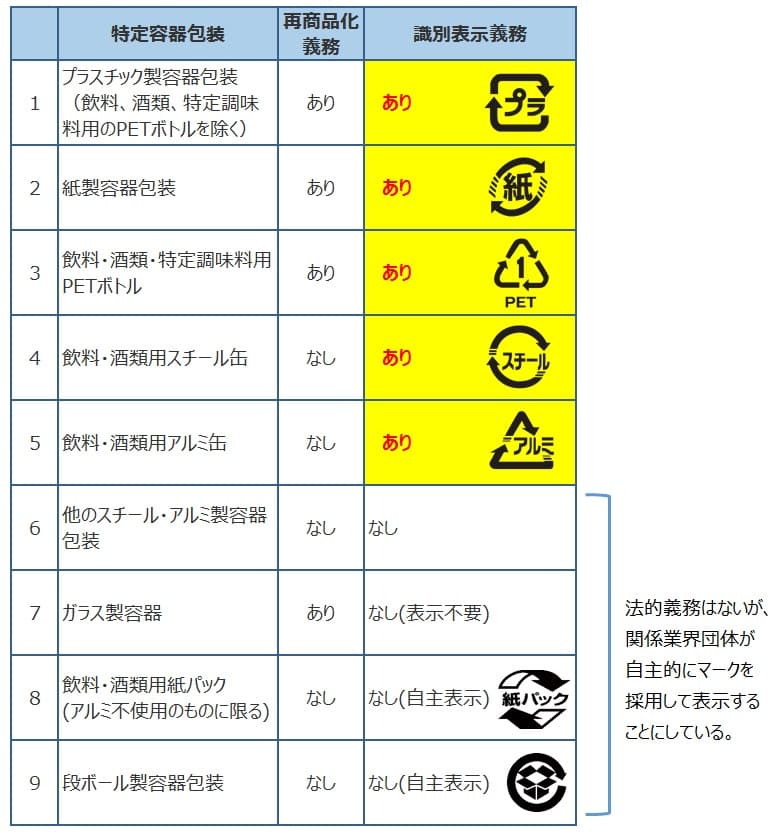 特定容器包装
再商品化
義務
識別表示義務
1
プラスチック製容器包装
（飲料、酒類、特定調味
料用のPETボトルを除く）
あり
あり
プラ
2
紙製容器包装
あり
あり
紙
3
飲料・酒類・特定調味料用
PETボトル
あり
あり
1
PET
4
飲料・酒類用スチール缶
なし
あり
スチール
5
飲料・酒類用アルミ缶
なし
あり
アルミ
6
他のスチール・アルミ製容器
包装
なし
なし
7
ガラス製容器
あり
なし(表示不要)
8
飲料・酒類用紙パック
(アルミ不使用のものに限る)
なし
なし(自主表示)
紙パック
9
段ボール製容器包装
なし
なし(自主表示)
法的義務はないが、
関係業界団体が
自主的にマークを
採用して表示する
ことにしている。